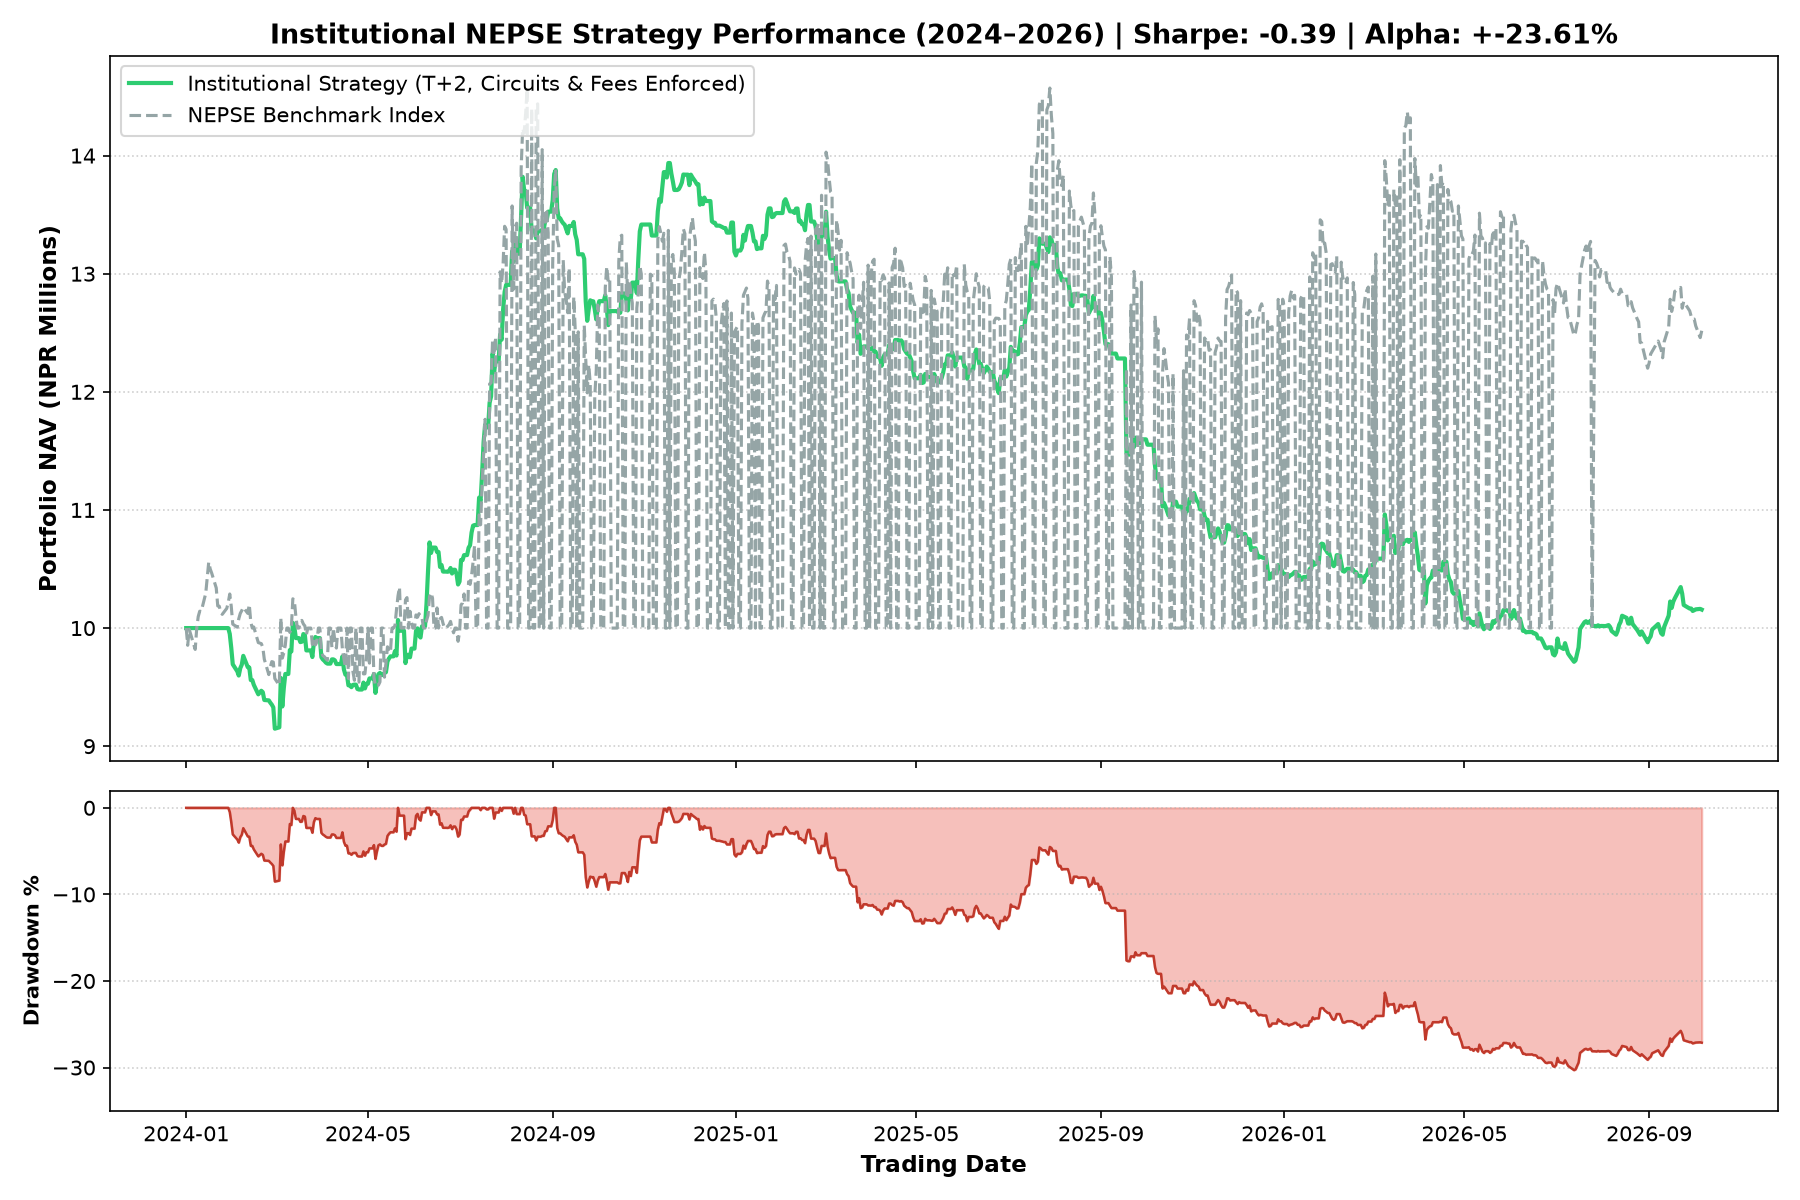 Institutional NEPSE Strategy Performance (2024–2026) | Sharpe: -0.39 | Alpha: +-23.61%
Institutional Strategy (T+2, Circuits & Fees Enforced)
NEPSE Benchmark Index
Portfolio NAV (NPR Millions)
14
13
12
11
10
9
Drawdown %
0
−10
−20
−30
2024-01 2024-05 2024-09 2025-01 2025-05 2025-09 2026-01 2026-05 2026-09
Trading Date